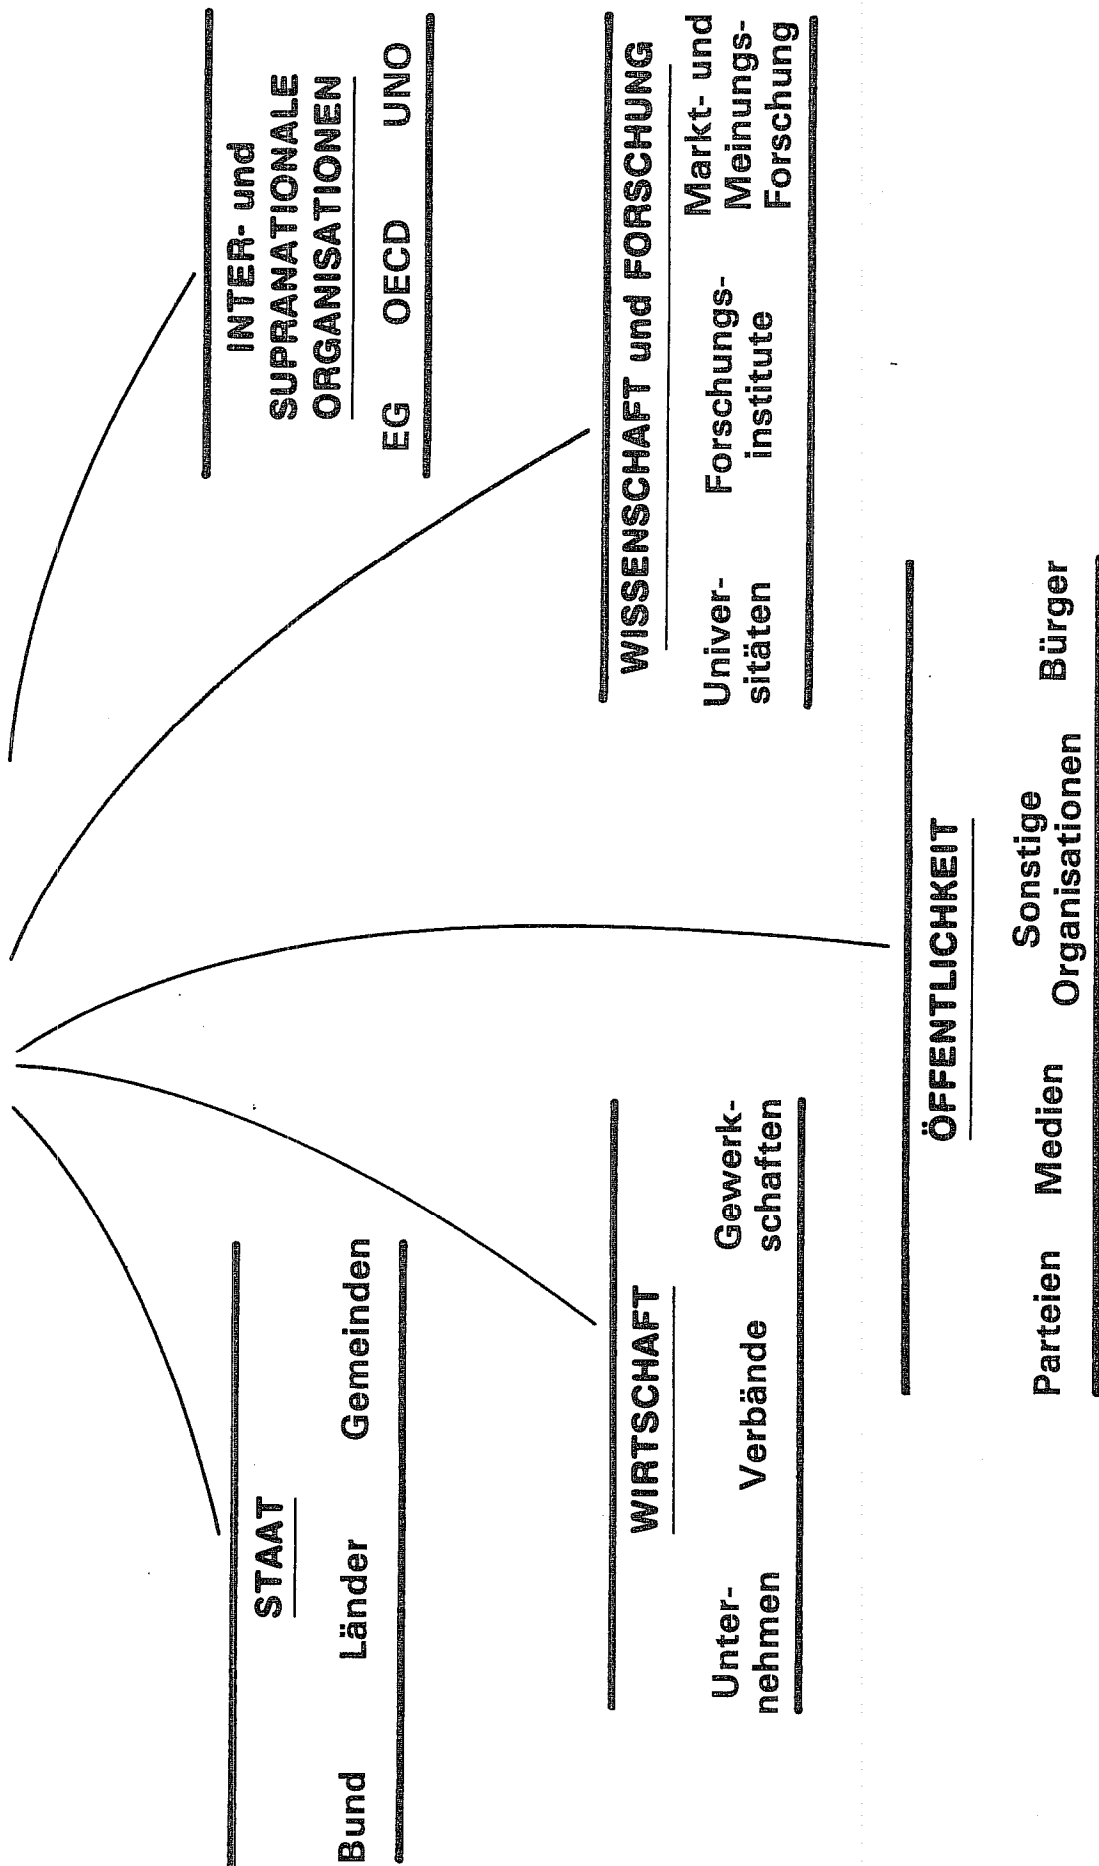 STAAT
Bund Länder Gemeinden
INTER- und
SUPRANATIONALE
ORGANISATIONEN
EG OECD UNO
WIRTSCHAFT
Unter-
nehmen
Verbände
Gewerk-
schaften
WISSENSCHAFT und FORSCHUNG
Univer-
sitäten
Forschungs-
institute
Markt- und
Meinungs-
Forschung
ÖFFENTLICHKEIT
Parteien
Medien
Sonstige
Organisationen
Bürger